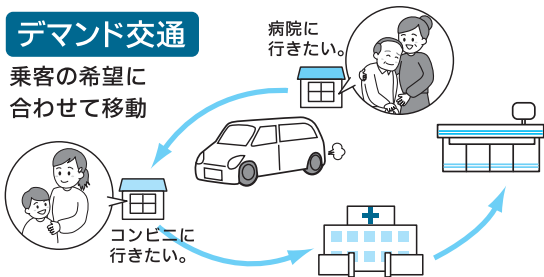 デマンド交通
乗客の希望に
合わせて移動
病院に
行きたい。
コンビニに
行きたい。